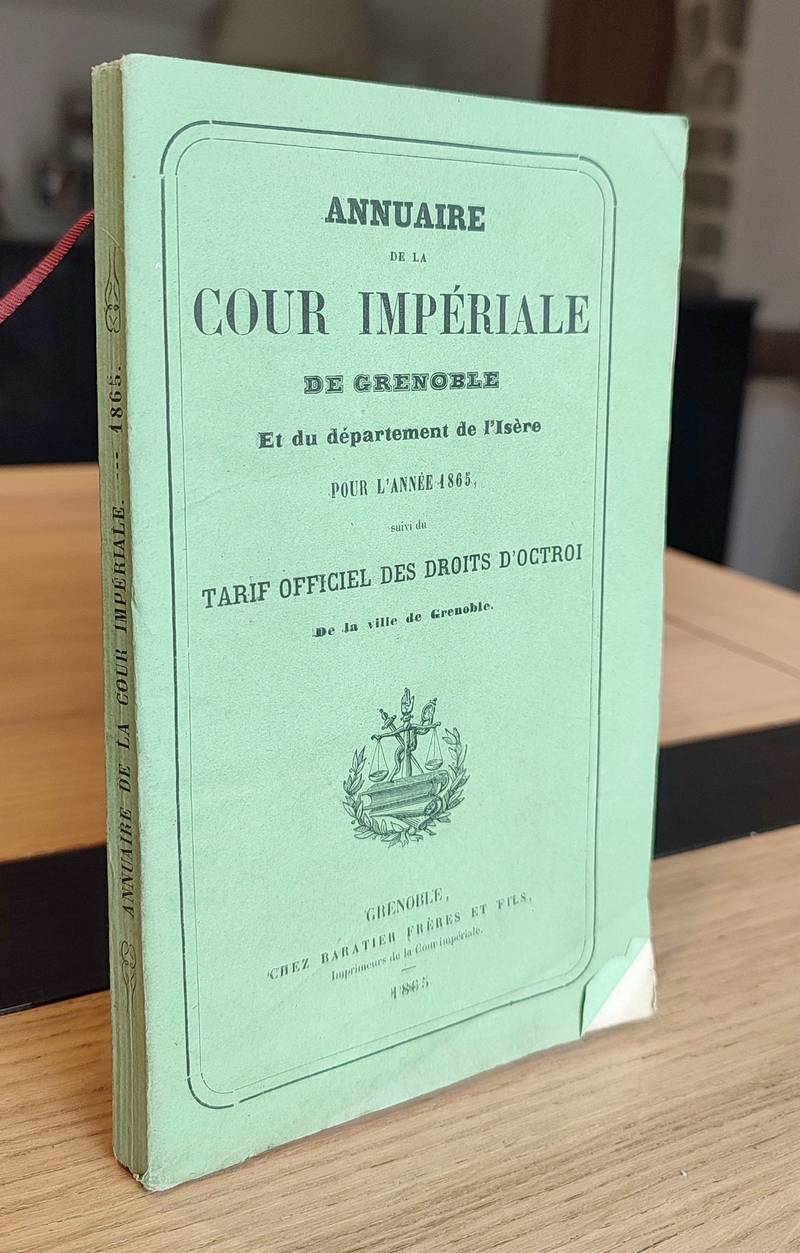 ANNUAIRE
DE LA
COUR IMPÉRIALE
DE GRENOBLE
Et du département de l'Isère
POUR L'ANNÉE 1865,
suivi du
TARIF OFFICIEL DES DROITS D'OCTROI
De la ville de Grenoble.
GRENOBLE,
CHEZ BARATIER FRÈRES ET FILS,
Imprimeurs de la Cour impériale.
1865
ANNUAIRE DE LA COUR IMPÉRIALE. --- 1865.